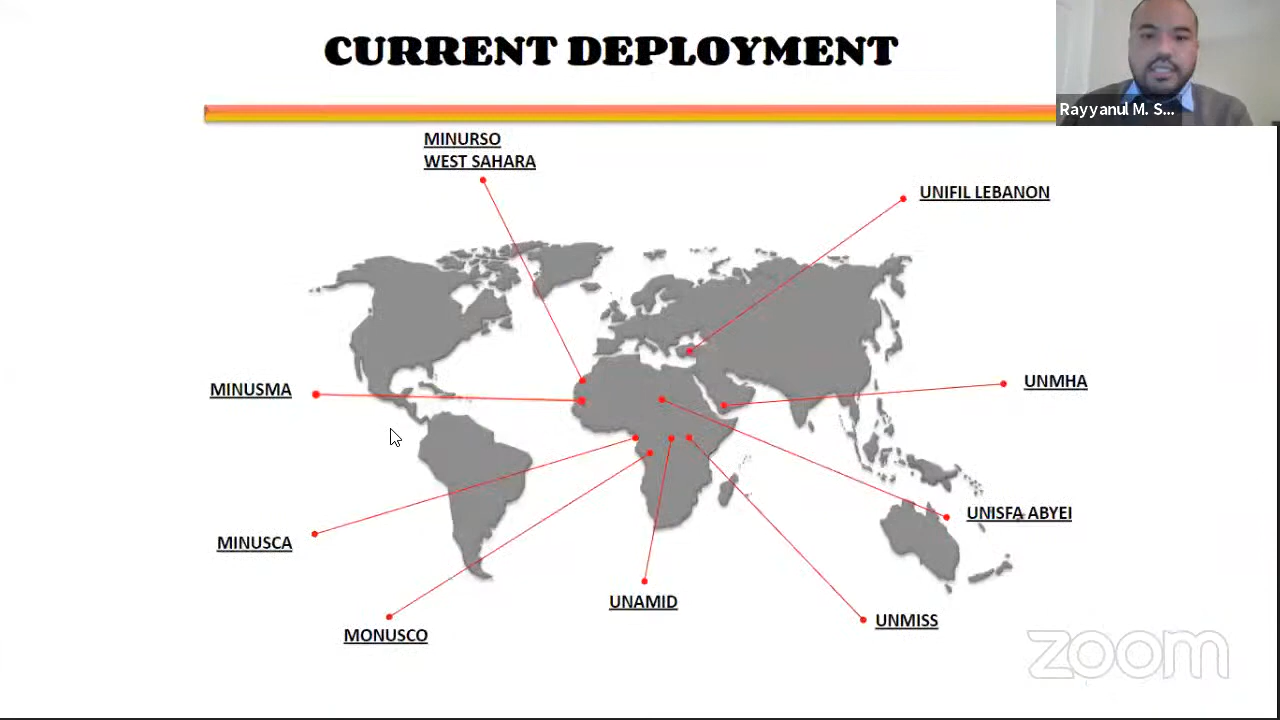 CURRENT DEPLOYMENT
Rayyanul M. S...
MINURSO
WEST SAHARA
UNIFIL LEBANON
MINUSMA
UNMHA
UNISFA ABYEI
MINUSCA
UNAMID
UNMISS
MONUSCO
zoom